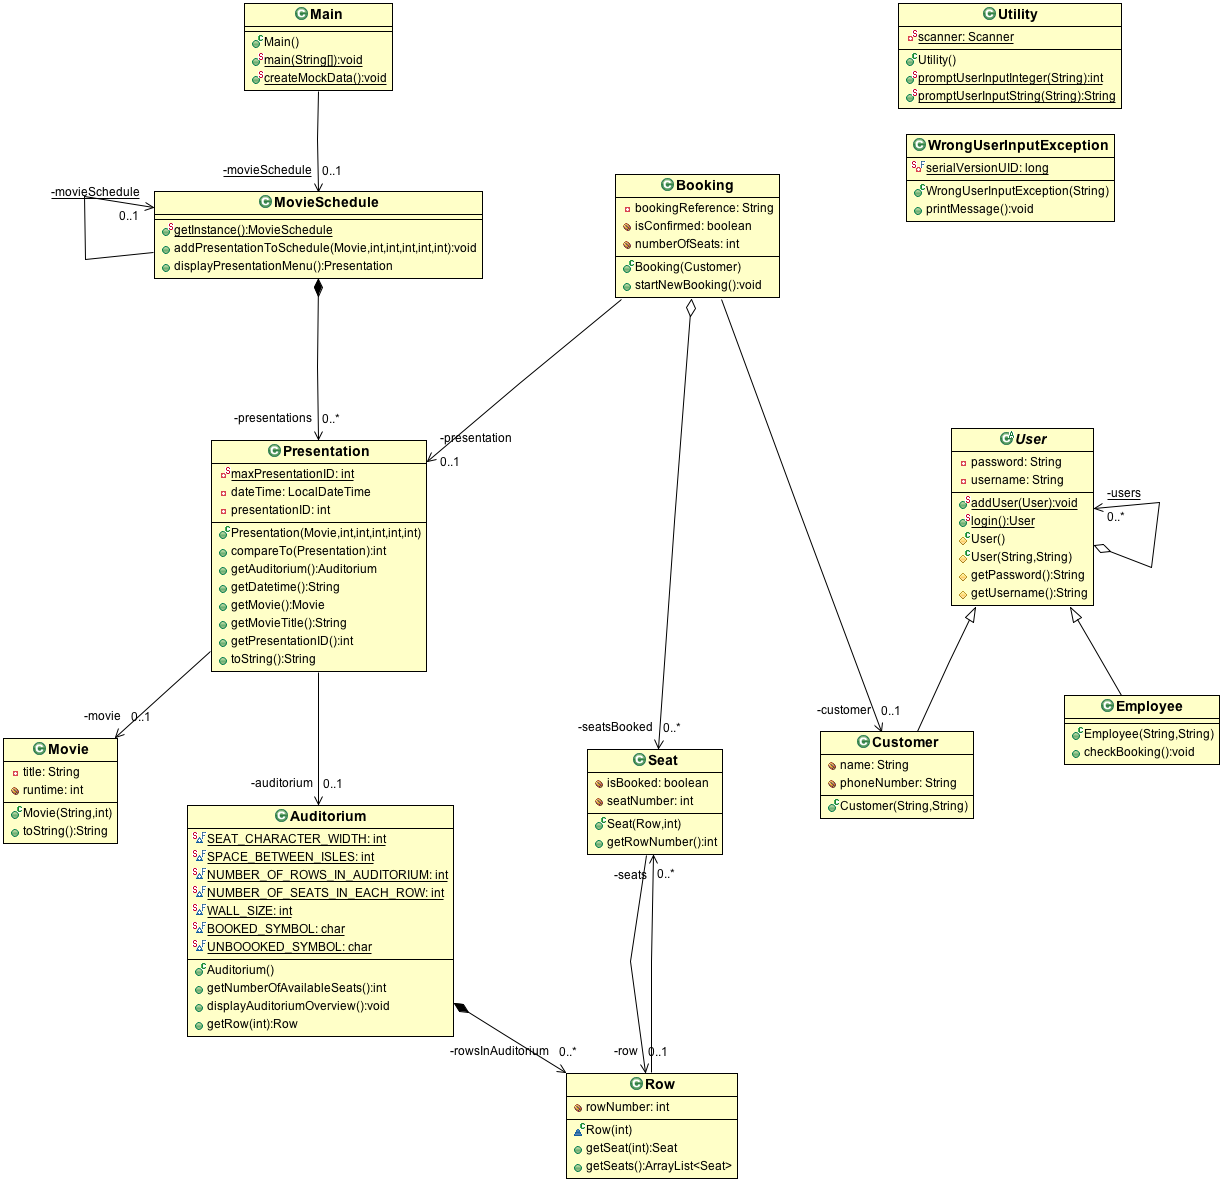 Main
Main()
main(String[]):void
createMockData():void
-movieSchedule 0..1
-movieSchedule
0..1
MovieSchedule
getInstance():MovieSchedule
addPresentationToSchedule(Movie,int,int,int,int,int):void
displayPresentationMenu():Presentation
-presentations 0..*
Utility
scanner: Scanner
Utility()
promptUserInputInteger(String):int
promptUserInputString(String):String
WrongUserInputException
serialVersionUID: long
WrongUserInputException(String)
printMessage():void
Booking
bookingReference: String
isConfirmed: boolean
numberOfSeats: int
Booking(Customer)
startNewBooking():void
-presentation
0..1
Presentation
maxPresentationID: int
dateTime: LocalDateTime
presentationID: int
Presentation(Movie,int,int,int,int,int)
compareTo(Presentation):int
getAuditorium():Auditorium
getDatetime():String
getMovie():Movie
getMovieTitle():String
getPresentationID():int
toString():String
User
password: String
username: String
addUser(User):void
login():User
User()
User(String,String)
getPassword():String
getUsername():String
-users
0..*
-movie 0..1
Movie
title: String
runtime: int
Movie(String,int)
toString():String
-auditorium 0..1
Auditorium
SEAT_CHARACTER_WIDTH: int
SPACE_BETWEEN_ISLES: int
NUMBER_OF_ROWS_IN_AUDITORIUM: int
NUMBER_OF_SEATS_IN_EACH_ROW: int
WALL_SIZE: int
BOOKED_SYMBOL: char
UNBOOOKED_SYMBOL: char
Auditorium()
getNumberOfAvailableSeats():int
displayAuditoriumOverview():void
getRow(int):Row
-seatsBooked 0..*
Seat
isBooked: boolean
seatNumber: int
Seat(Row,int)
getRowNumber():int
-customer 0..1
Customer
name: String
phoneNumber: String
Customer(String,String)
Employee
Employee(String,String)
checkBooking():void
-seats 0..*
-rowsInAuditorium 0..*
-row 0..1
Row
rowNumber: int
Row(int)
getSeat(int):Seat
getSeats():ArrayList<Seat>